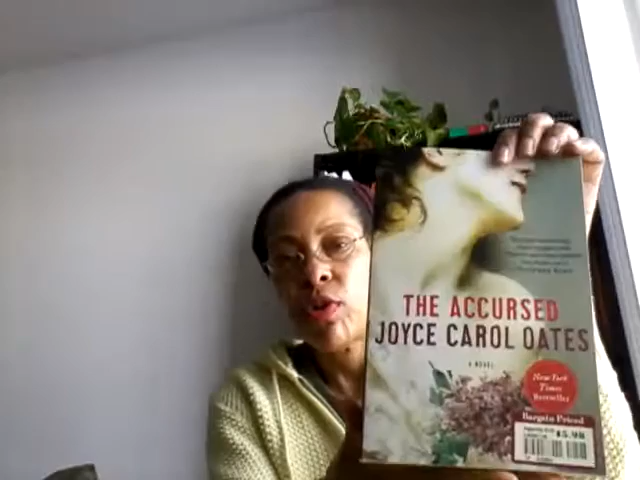 THE ACCURSED
JOYCE CAROL OATES
A NOVEL
New York
Times
Bestseller
Bargain Priced
$5.98